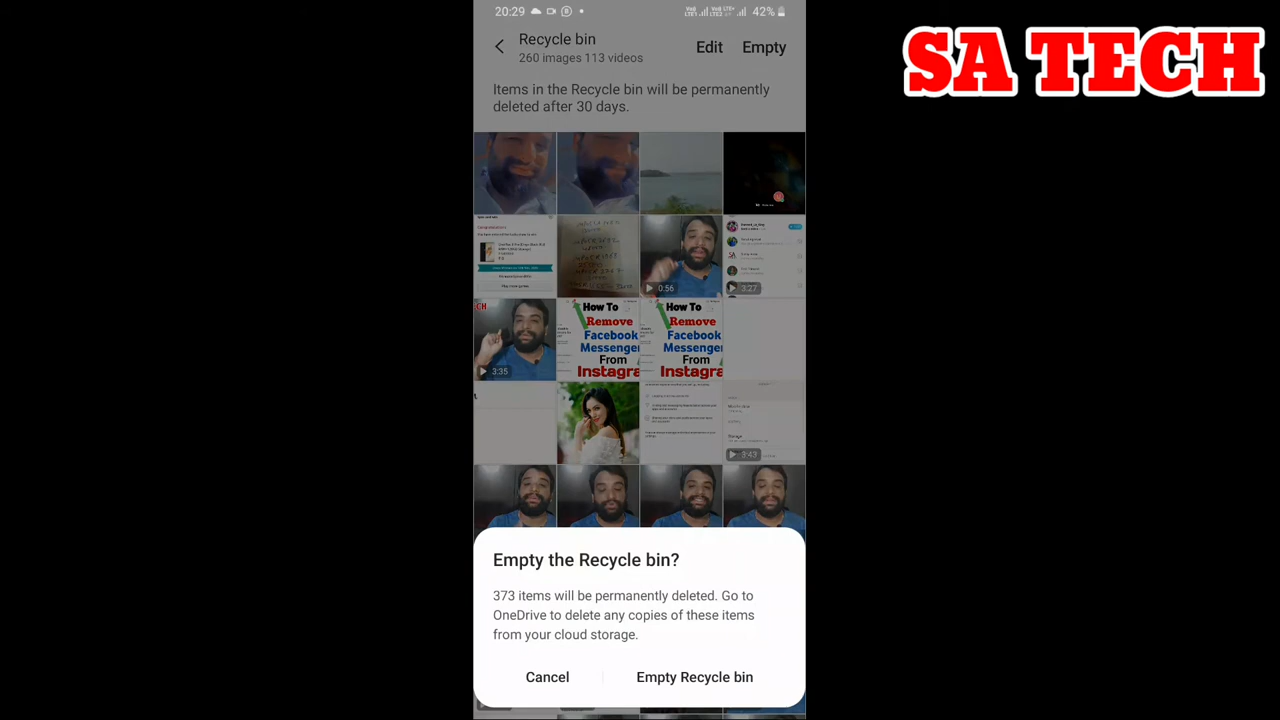 20:29
42%
SA TECH
Recycle bin
260 images 113 videos
Edit
Empty
Items in the Recycle bin will be permanently
deleted after 30 days.
0:56
3:27
3:35
How To
Remove
Facebook
Messenger
From
Instagra
How To
Remove
Facebook
Messenger
From
Instagra
3:43
Empty the Recycle bin?
373 items will be permanently deleted. Go to
OneDrive to delete any copies of these items
from your cloud storage.
Cancel
Empty Recycle bin